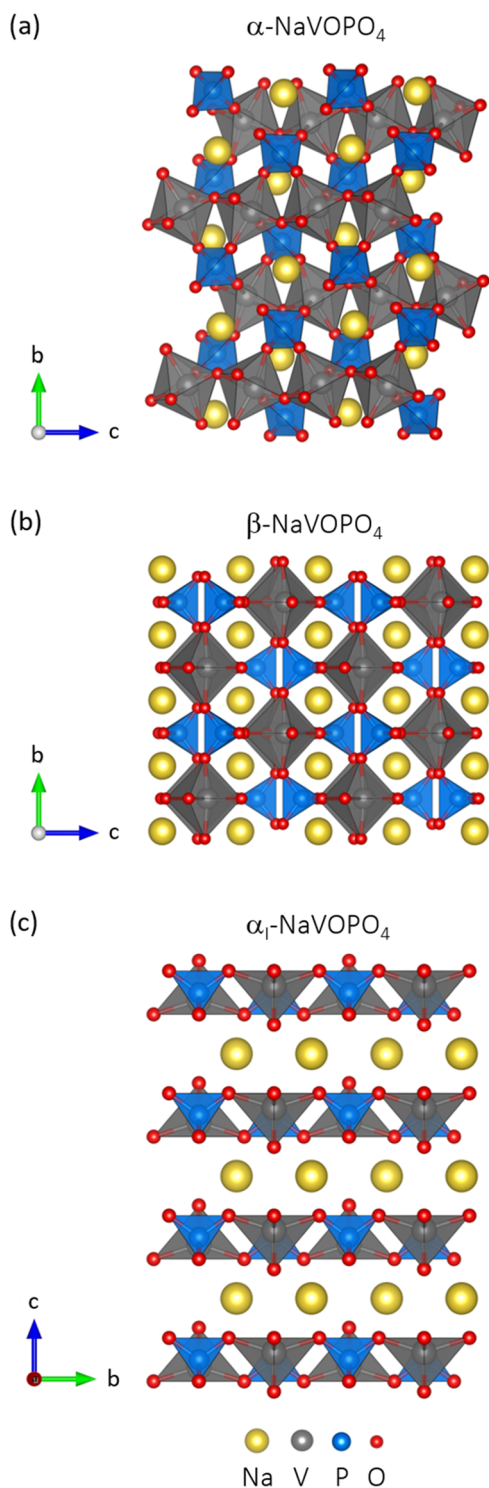 (a)
α-NaVOPO₄
b
c
(b)
β-NaVOPO₄
b
c
(c)
αI-NaVOPO₄
c
b
Na V P O